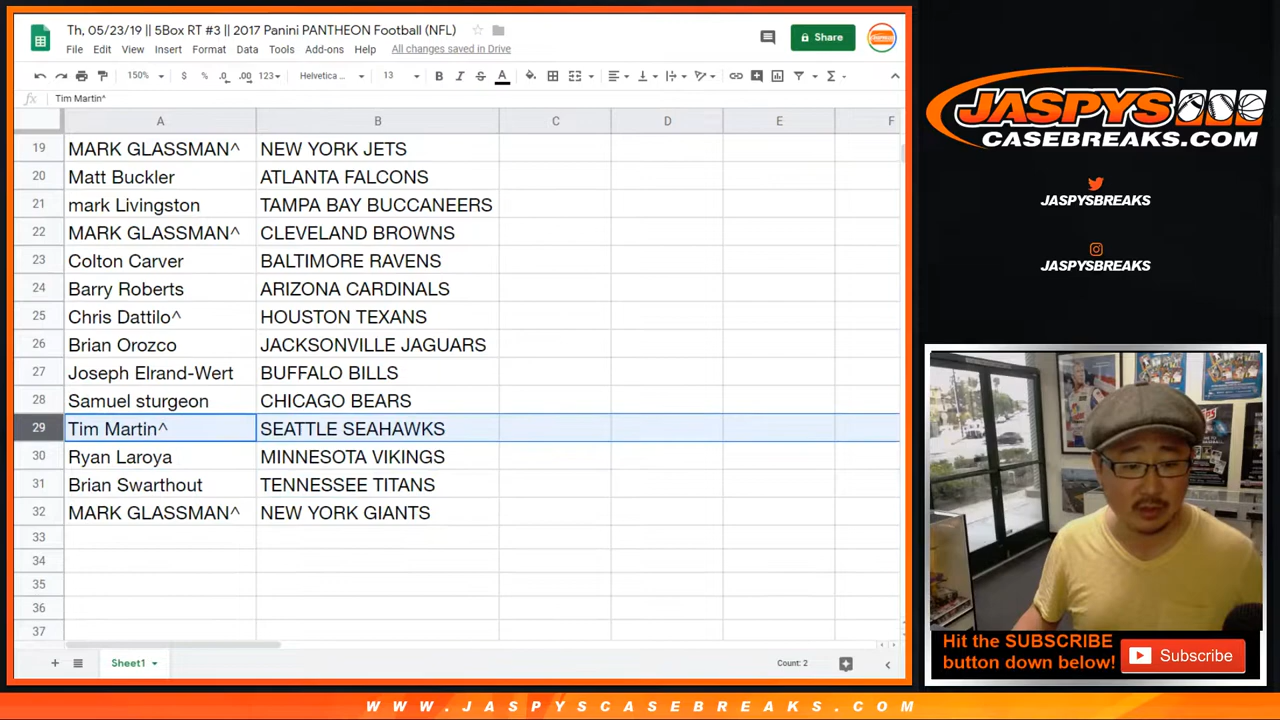 Th, 05/23/19 || 5Box RT #3 || 2017 Panini PANTHEON Football (NFL)
File Edit View Insert Format Data Tools Add-ons Help All changes saved in Drive
Share
150% $ % .0 .00 123 Helvetica ... 13 B I S A
fx Tim Martin^
A B C D E F
19 MARK GLASSMAN^ NEW YORK JETS
20 Matt Buckler ATLANTA FALCONS
21 mark Livingston TAMPA BAY BUCCANEERS
22 MARK GLASSMAN^ CLEVELAND BROWNS
23 Colton Carver BALTIMORE RAVENS
24 Barry Roberts ARIZONA CARDINALS
25 Chris Dattilo^ HOUSTON TEXANS
26 Brian Orozco JACKSONVILLE JAGUARS
27 Joseph Elrand-Wert BUFFALO BILLS
28 Samuel sturgeon CHICAGO BEARS
29 Tim Martin^ SEATTLE SEAHAWKS
30 Ryan Laroya MINNESOTA VIKINGS
31 Brian Swarthout TENNESSEE TITANS
32 MARK GLASSMAN^ NEW YORK GIANTS
33
34
35
36
37
Sheet1
Count: 2
JASPYS
CASEBREAKS.COM
JASPYSBREAKS
JASPYSBREAKS
Hit the SUBSCRIBE
button down below!
Subscribe
WWW.JASPYSCASEBREAKS.COM